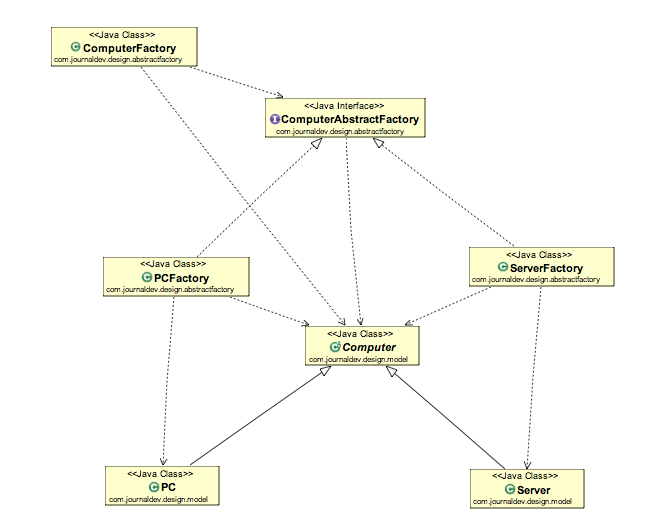 <<Java Class>>
ComputerFactory
com.journaldev.design.abstractfactory
<<Java Interface>>
ComputerAbstractFactory
com.journaldev.design.abstractfactory
<<Java Class>>
PCFactory
com.journaldev.design.abstractfactory
<<Java Class>>
ServerFactory
com.journaldev.design.abstractfactory
<<Java Class>>
Computer
com.journaldev.design.model
<<Java Class>>
PC
com.journaldev.design.model
<<Java Class>>
Server
com.journaldev.design.model